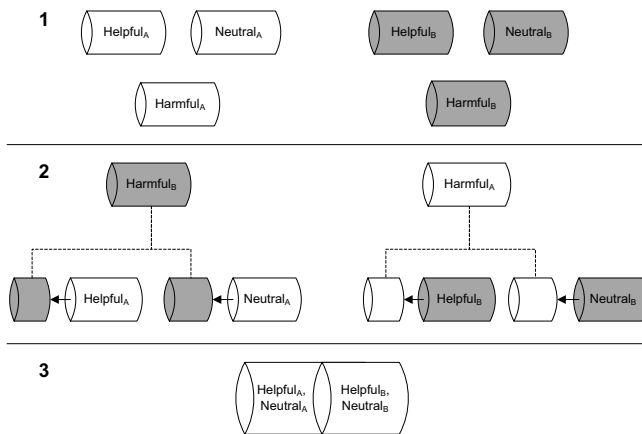 1
Helpful_A
Neutral_A
Helpful_B
Neutral_B
Harmful_A
Harmful_B
2
Harmful_B
Harmful_A
Helpful_A
Neutral_A
Helpful_B
Neutral_B
3
Helpful_A,
Neutral_A
Helpful_B,
Neutral_B